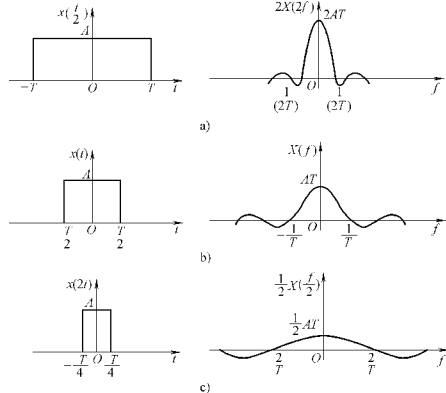 x(t/2)
A
-T O T t
2X(2f)
2AT
O f
1/(2T) 1/(2T)
a)
x(t)
A
T/2 O T/2 t
X(f)
AT
-1/T O 1/T f
b)
x(2t)
A
-T/4 O T/4 t
1/2 X(f/2)
1/2 AT
2/T O 2/T f
c)